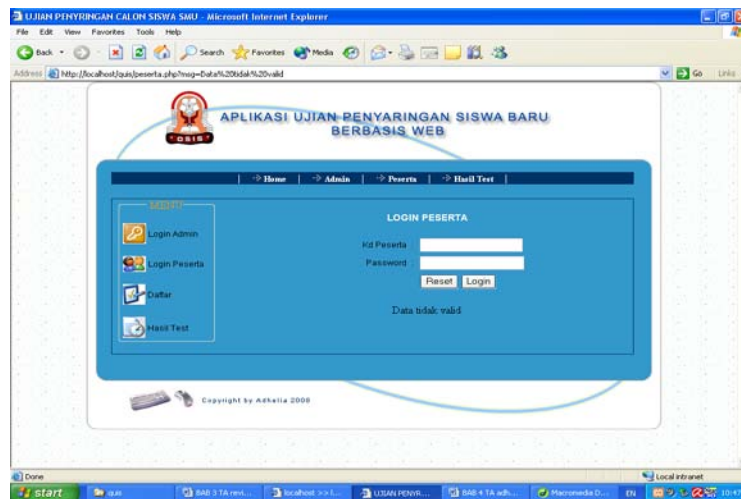 UJIAN PENYRINGAN CALON SISWA SMU - Microsoft Internet Explorer
File Edit View Favorites Tools Help
Back Search Favorites Media
Address http://localhost/quis/peserta.php?msg=Data%20tidak%20valid Go Links
OSIS
APLIKASI UJIAN PENYARINGAN SISWA BARU
BERBASIS WEB
| Home | Admin | Peserta | Hasil Test |
MENU
Login Admin
Login Peserta
Daftar
Hasil Test
LOGIN PESERTA
Kd Peserta :
Password :
Reset Login
Data tidak valid
Copyright by Adhelia 2008
Done Local intranet
start quis BAB 3 TA revi... localhost >> l... UJIAN PENYR... BAB 4 TA adh... Macromedia D... EN